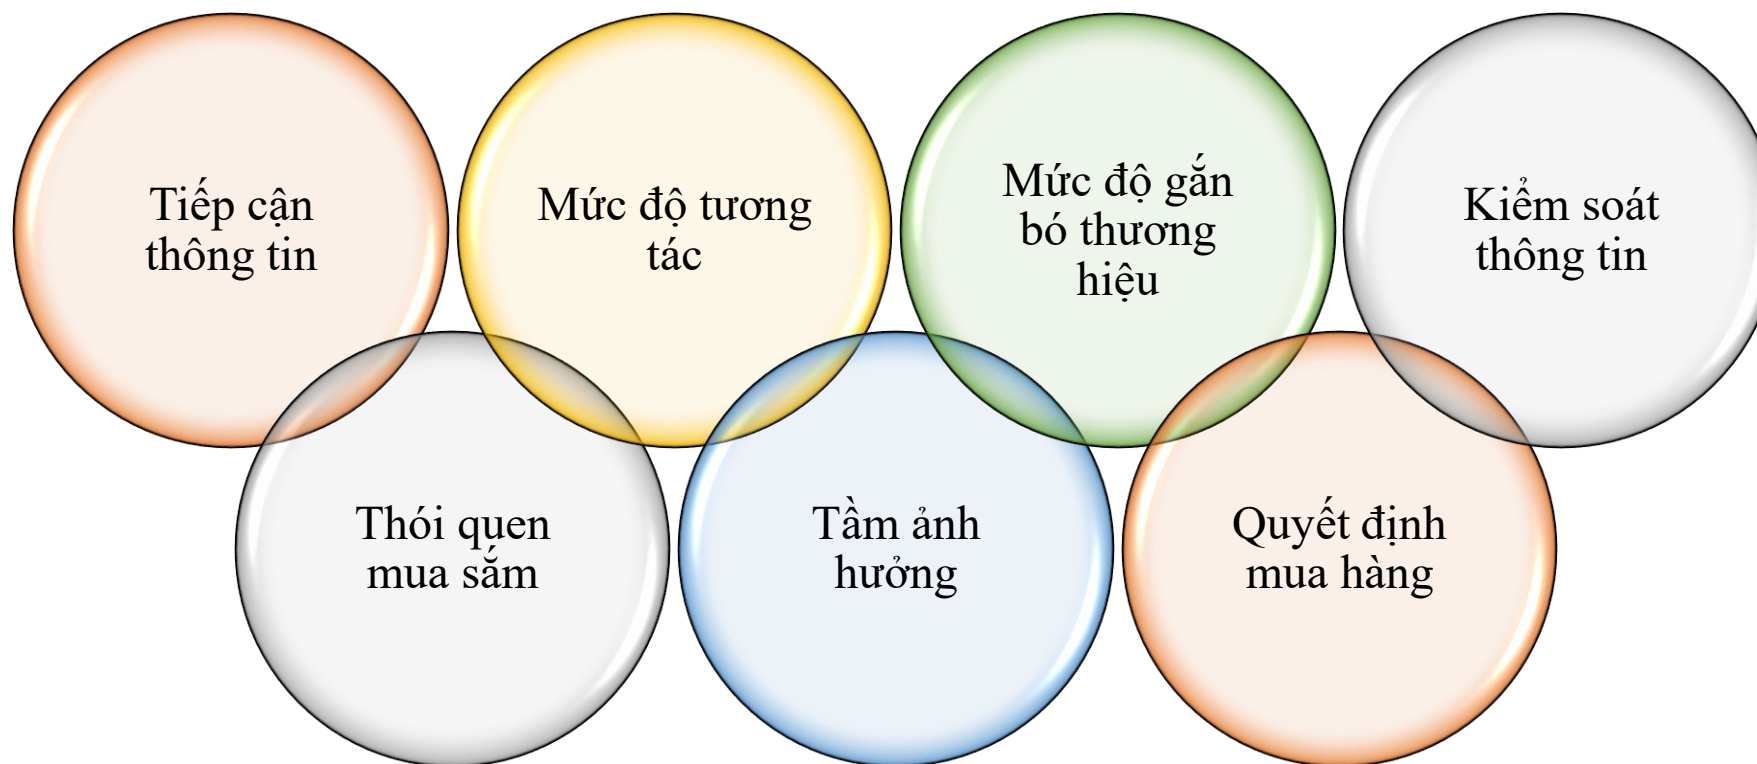 Tiếp cận
thông tin
Mức độ tương
tác
Mức độ gắn
bó thương
hiệu
Kiểm soát
thông tin
Thói quen
mua sắm
Tầm ảnh
hưởng
Quyết định
mua hàng